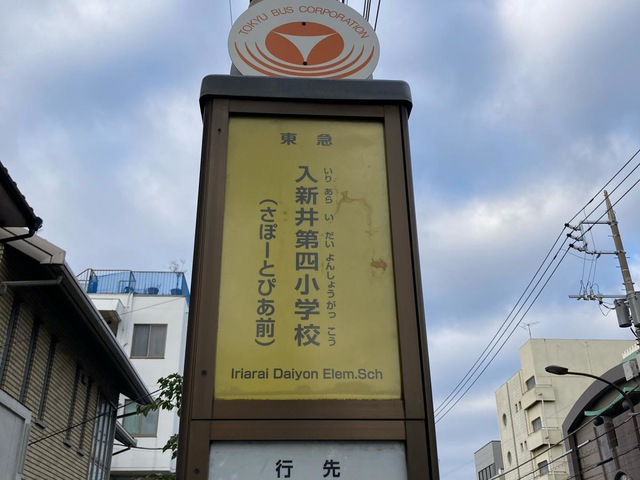 TOKYU BUS CORPORATION
東急
入新井第四小学校
いり あら い だい よんしょうがっ こう
(さぽーとぴあ前)
Iriarai Daiyon Elem.Sch
行先